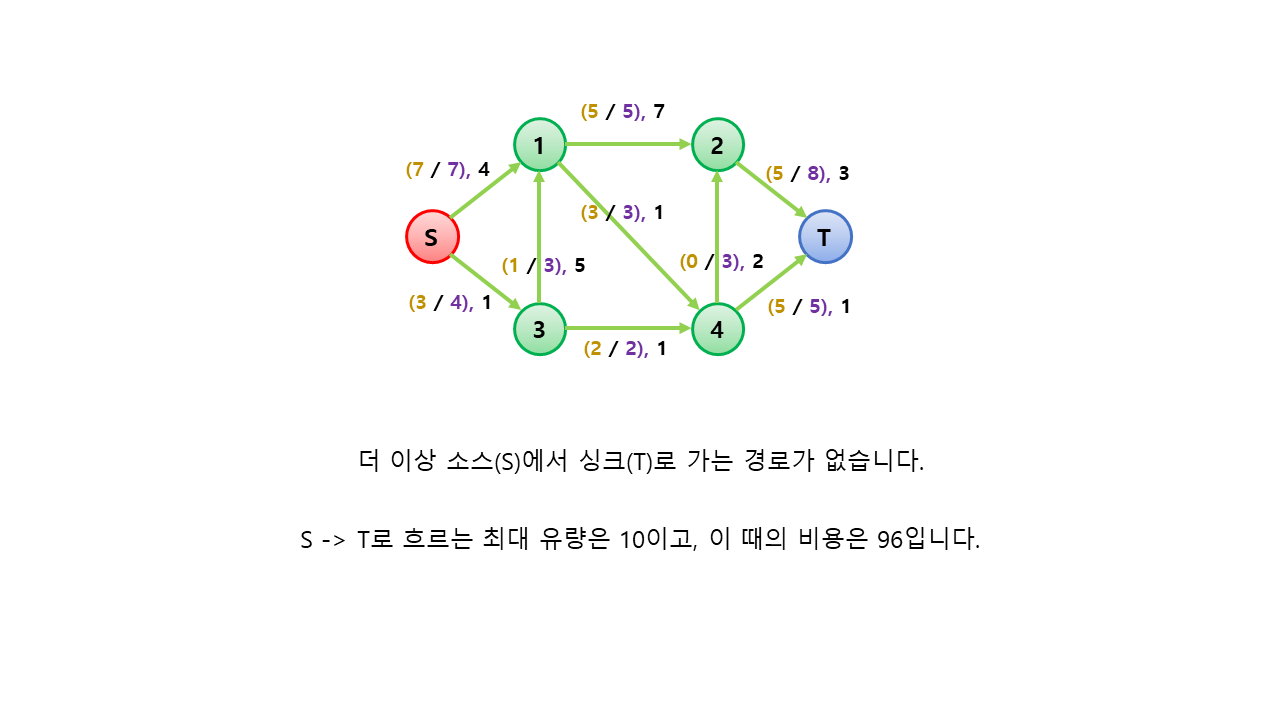 (5 / 5), 7
1
2
(7 / 7), 4
(5 / 8), 3
(3 / 3), 1
S
T
(1 / 3), 5
(0 / 3), 2
(3 / 4), 1
(5 / 5), 1
3
4
(2 / 2), 1
더 이상 소스(S)에서 싱크(T)로 가는 경로가 없습니다.
S -> T로 흐르는 최대 유량은 10이고, 이 때의 비용은 96입니다.